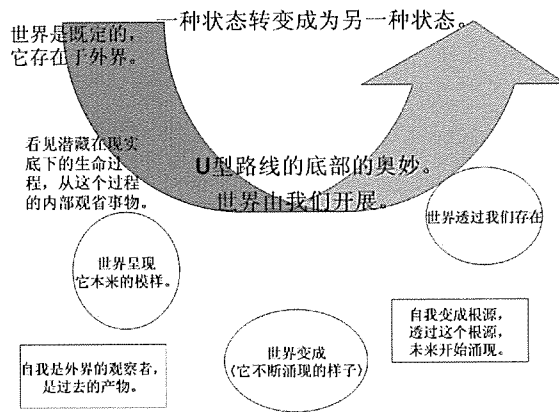 一种状态转变成为另一种状态。
世界是既定的，
它存在于外界。
看见潜藏在现实
底下的生命过
程，从这个过程
的内部观省事物。
U型路线的底部的奥妙。
世界由我们开展。
世界透过我们存在
世界呈现
它本来的模样。
自我变成根源，
透过这个根源，
未来开始涌现。
世界变成
（它不断涌现的样子）
自我是外界的观察者，
是过去的产物。